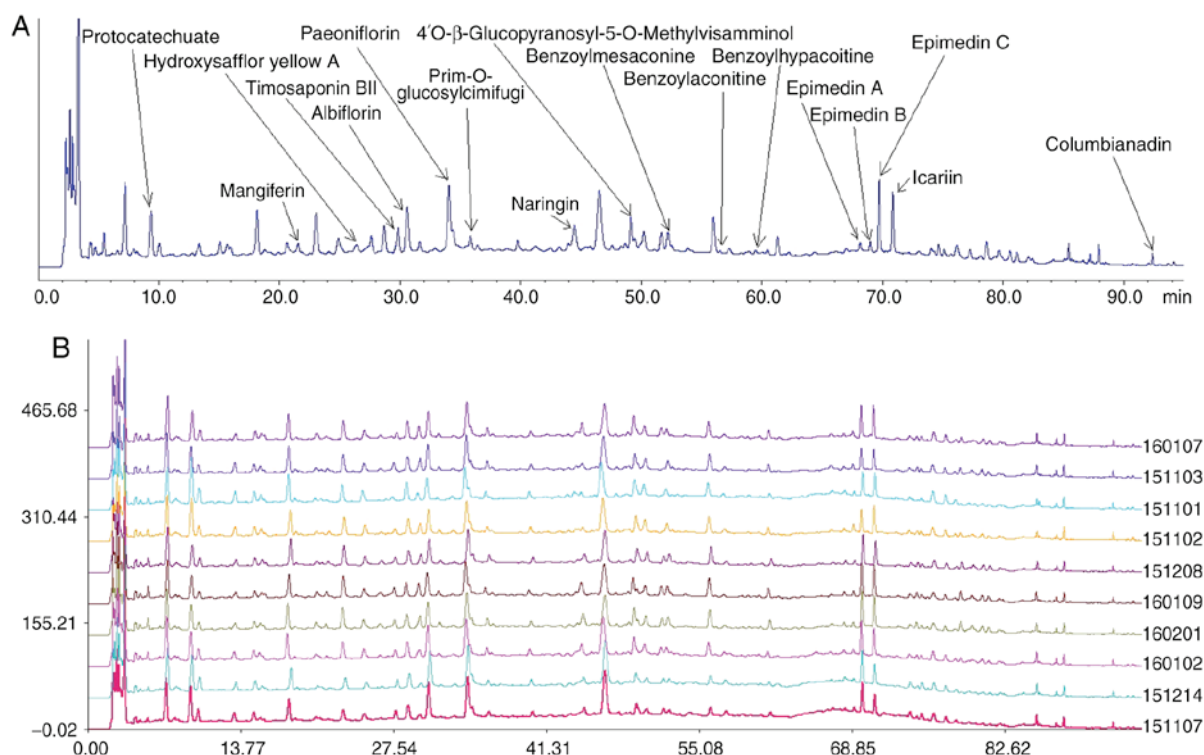 A
Protocatechuate
Hydroxysafflor yellow A
Timosaponin BII
Albiflorin
Mangiferin
Paeoniflorin
Prim-O-
glucosylcimifugi
4′O-β-Glucopyranosyl-5-O-Methylvisamminol
Benzoylmesaconine
Benzoylaconitine
Benzoylhypacoitine
Naringin
Epimedin A
Epimedin B
Epimedin C
Icariin
Columbianadin
0.0 10.0 20.0 30.0 40.0 50.0 60.0 70.0 80.0 90.0 min
B
465.68
310.44
155.21
−0.02
160107
151103
151101
151102
151208
160109
160201
160102
151214
151107
0.00 13.77 27.54 41.31 55.08 68.85 82.62